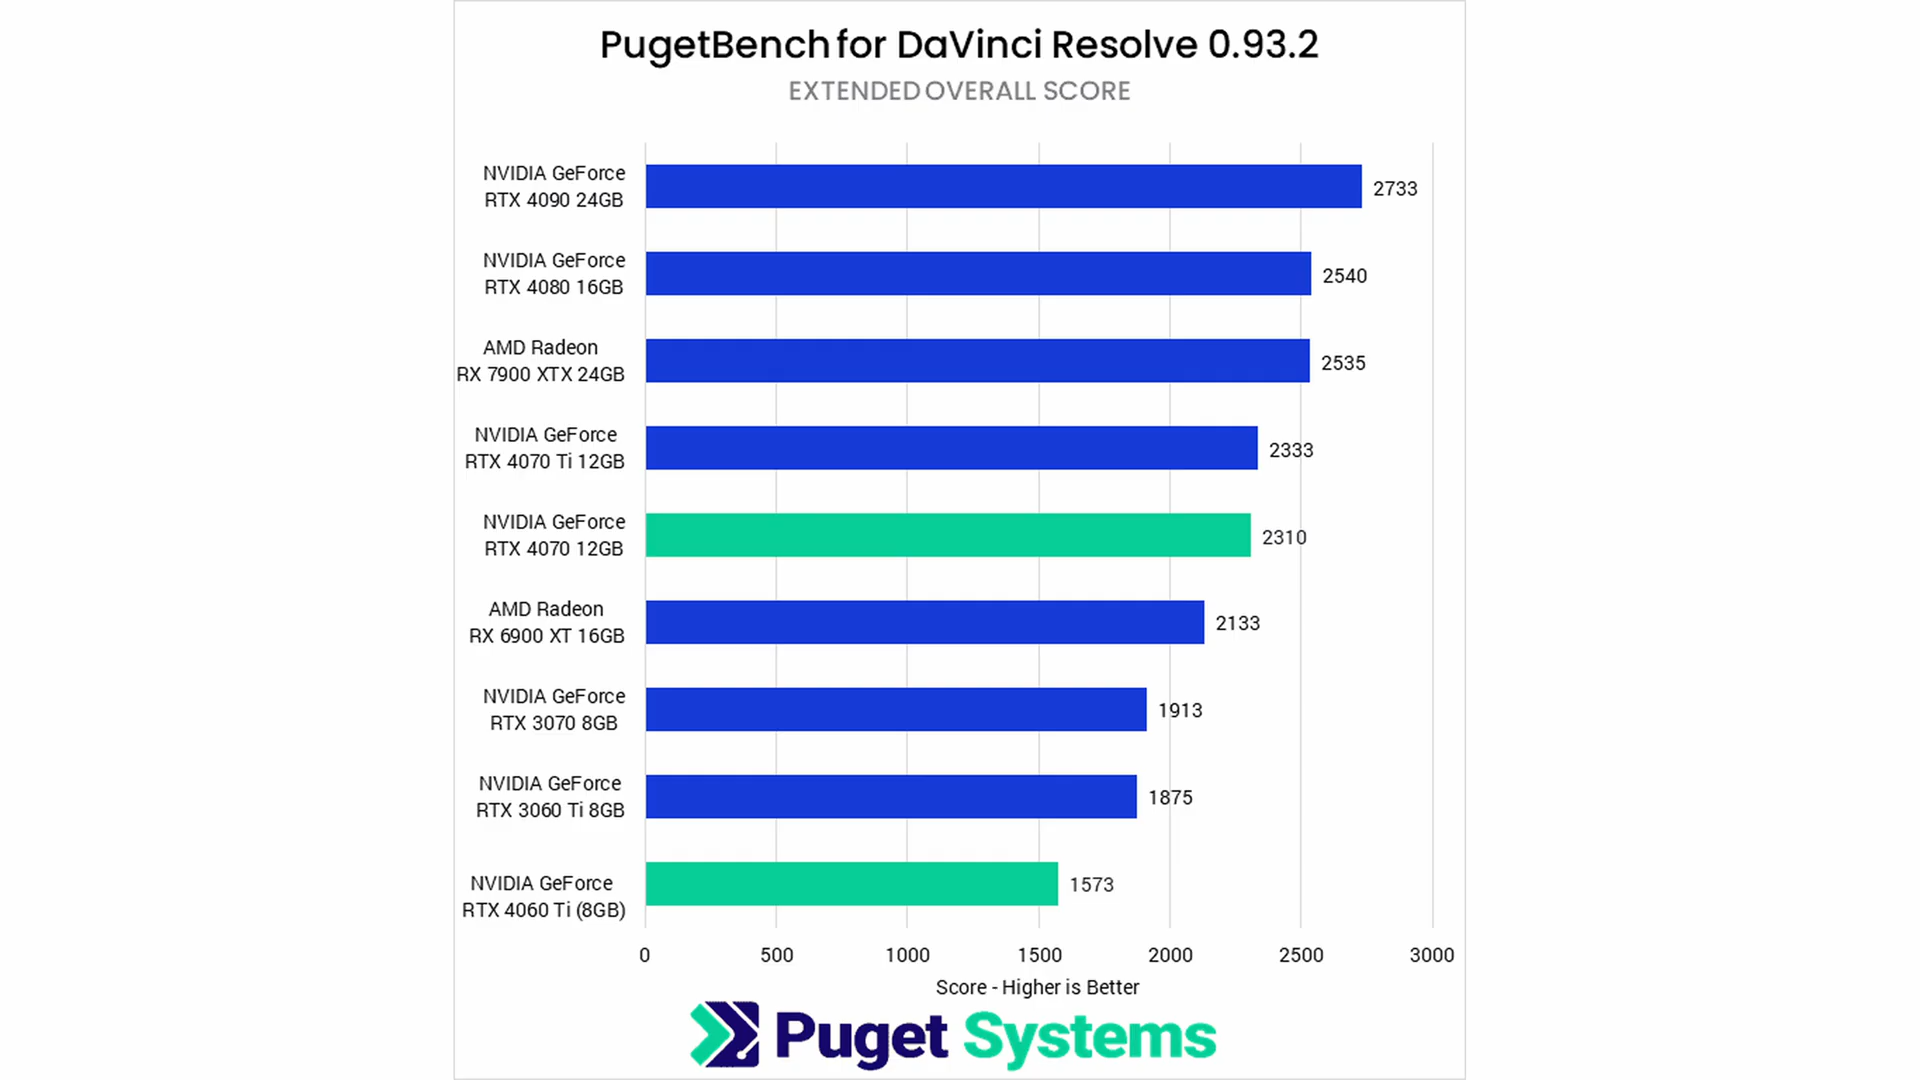 PugetBench for DaVinci Resolve 0.93.2
EXTENDED OVERALL SCORE
NVIDIA GeForce
RTX 4090 24GB
2733
NVIDIA GeForce
RTX 4080 16GB
2540
AMD Radeon
RX 7900 XTX 24GB
2535
NVIDIA GeForce
RTX 4070 Ti 12GB
2333
NVIDIA GeForce
RTX 4070 12GB
2310
AMD Radeon
RX 6900 XT 16GB
2133
NVIDIA GeForce
RTX 3070 8GB
1913
NVIDIA GeForce
RTX 3060 Ti 8GB
1875
NVIDIA GeForce
RTX 4060 Ti (8GB)
1573
0 500 1000 1500 2000 2500 3000
Score - Higher is Better
Puget Systems